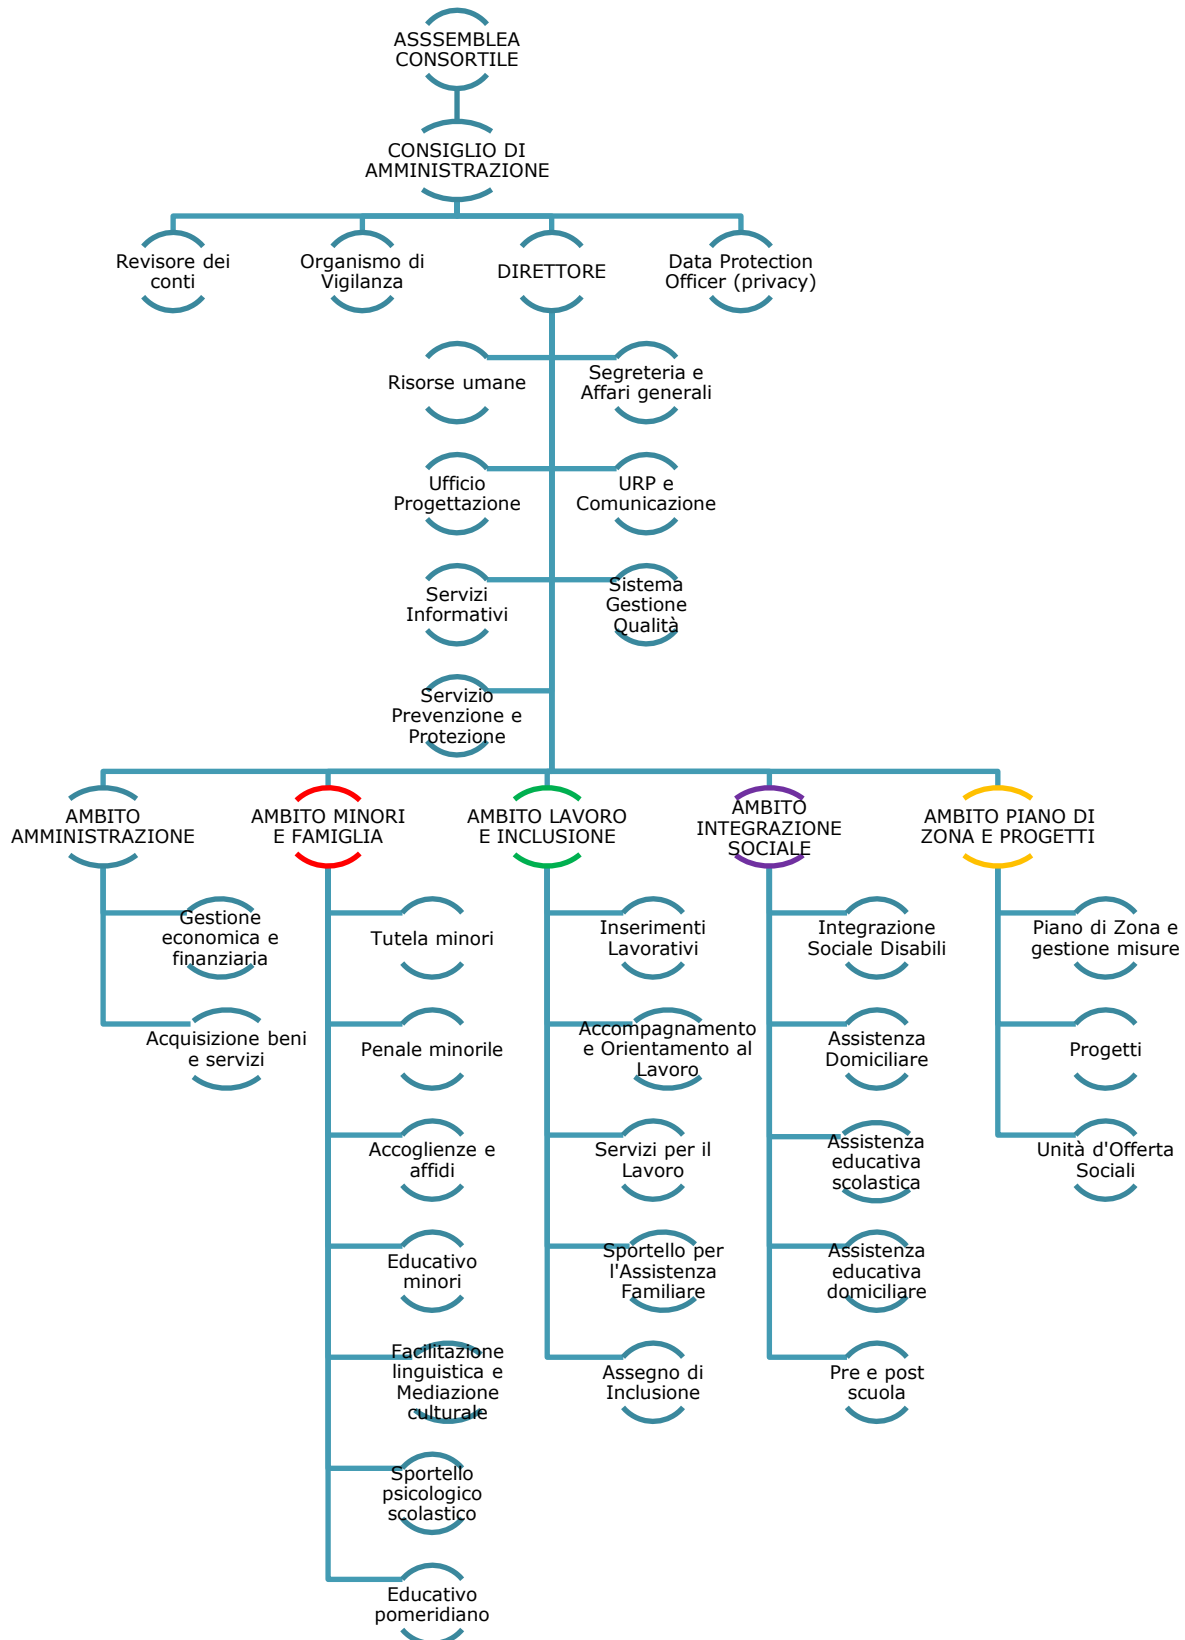 ASSSEMBLEA
CONSORTILE
CONSIGLIO DI
AMMINISTRAZIONE
Revisore dei
conti
Organismo di
Vigilanza
DIRETTORE
Data Protection
Officer (privacy)
Risorse umane
Segreteria e
Affari generali
Ufficio
Progettazione
URP e
Comunicazione
Servizi
Informativi
Sistema
Gestione
Qualità
Servizio
Prevenzione e
Protezione
AMBITO
AMMINISTRAZIONE
AMBITO MINORI
E FAMIGLIA
AMBITO LAVORO
E INCLUSIONE
AMBITO
INTEGRAZIONE
SOCIALE
AMBITO PIANO DI
ZONA E PROGETTI
Gestione
economica e
finanziaria
Acquisizione beni
e servizi
Tutela minori
Penale minorile
Accoglienze e
affidi
Educativo
minori
Facilitazione
linguistica e
Mediazione
culturale
Sportello
psicologico
scolastico
Educativo
pomeridiano
Inserimenti
Lavorativi
Accompagnamento
e Orientamento al
Lavoro
Servizi per il
Lavoro
Sportello per
l'Assistenza
Familiare
Assegno di
Inclusione
Integrazione
Sociale Disabili
Assistenza
Domiciliare
Assistenza
educativa
scolastica
Assistenza
educativa
domiciliare
Pre e post
scuola
Piano di Zona e
gestione misure
Progetti
Unità d'Offerta
Sociali